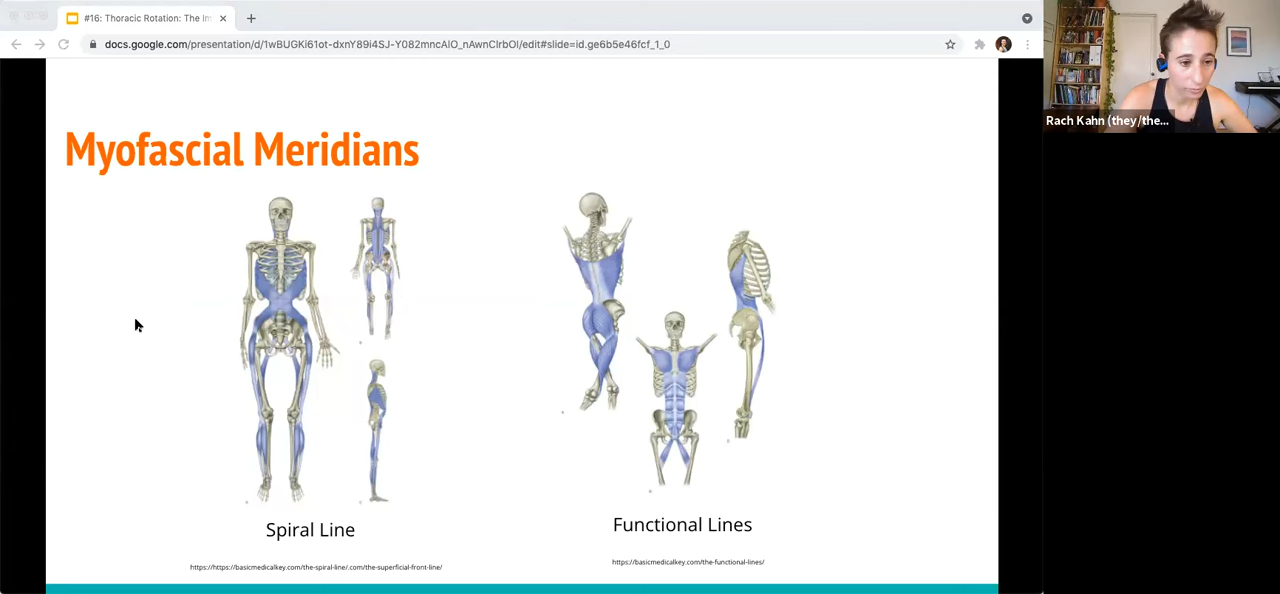 #16: Thoracic Rotation: The Im
docs.google.com/presentation/d/1wBUGKi61ot-dxnY89i4SJ-Y082mncAlO_nAwnClrbOI/edit#slide=id.ge6b5e46fcf_1_0
Rach Kahn (they/the...
Myofascial Meridians
Spiral Line
Functional Lines
https://https://basicmedicalkey.com/the-spiral-line/.com/the-superficial-front-line/
https://basicmedicalkey.com/the-functional-lines/